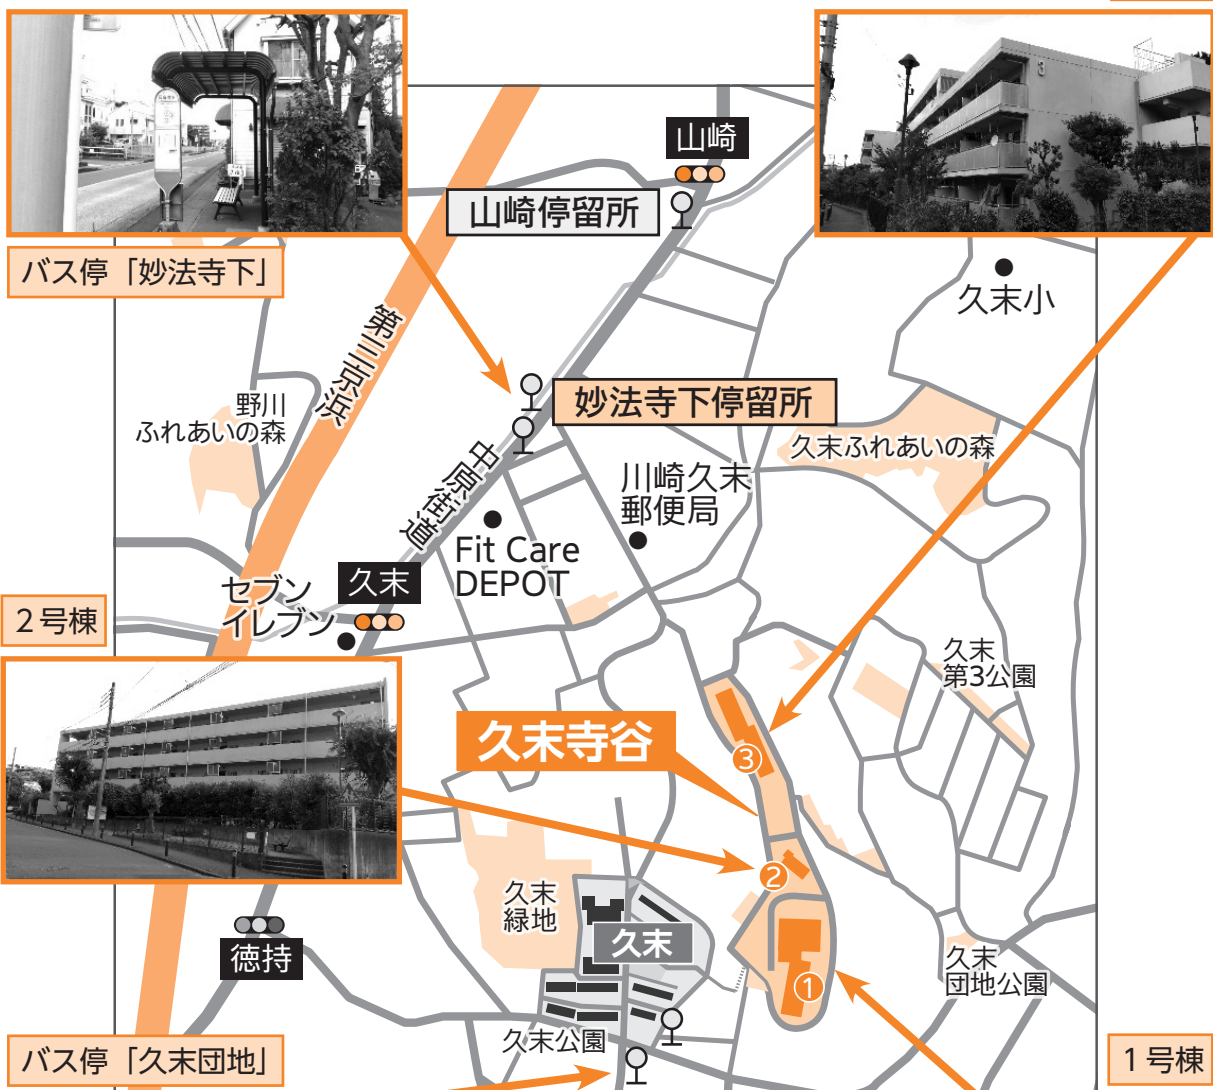 山崎
3
山崎停留所
バス停「妙法寺下」
久末小
第三京浜
妙法寺下停留所
野川
ふれあいの森
久末ふれあいの森
中原街道
川崎久末
郵便局
Fit Care
DEPOT
セブン
イレブン
久末
2号棟
久末
第3公園
久末寺谷
3
2
久末
緑地
久末
徳持
久末
団地公園
1
久末公園
バス停「久末団地」
1号棟